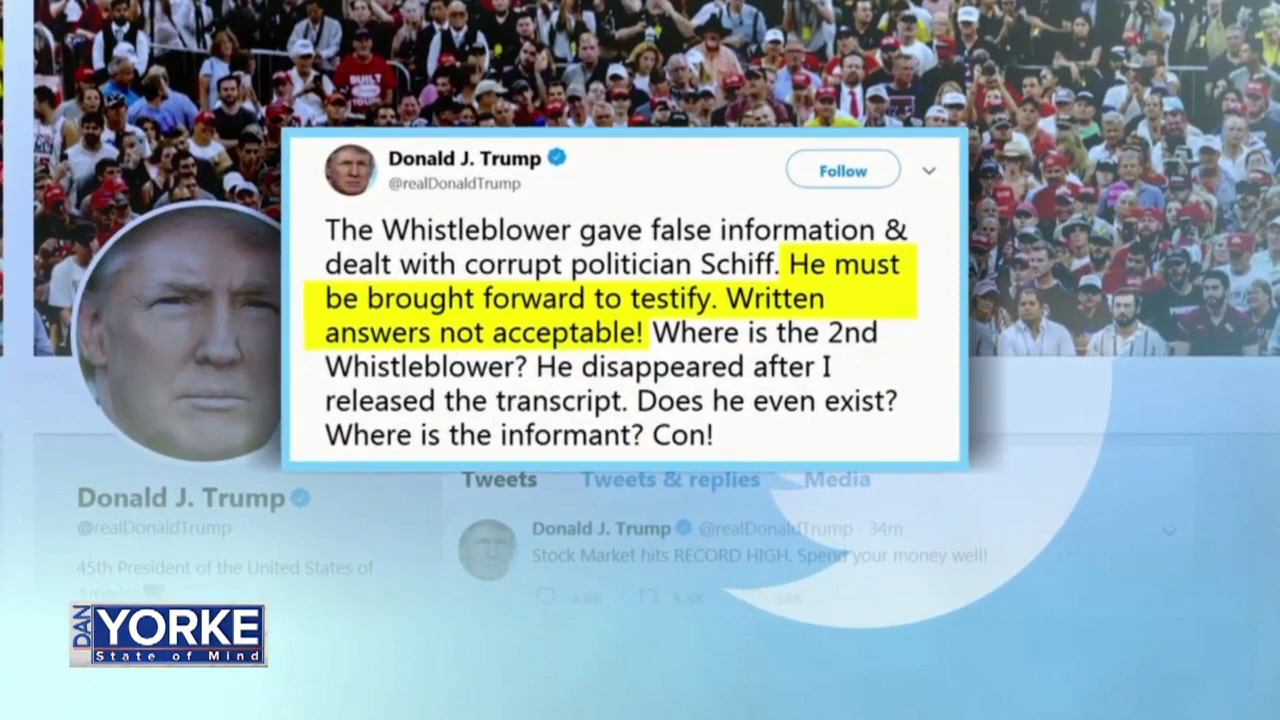 BUILT
Donald J. Trump
@realDonaldTrump
Follow
The Whistleblower gave false information &
dealt with corrupt politician Schiff. He must
be brought forward to testify. Written
answers not acceptable! Where is the 2nd
Whistleblower? He disappeared after I
released the transcript. Does he even exist?
Where is the informant? Con!
Donald J. Trump
@realDonaldTrump
45th President of the United States of
America
Tweets Tweets & replies Media
Donald J. Trump @realDonaldTrump · 34m
Stock Market hits RECORD HIGH. Spend your money well!
DAN
YORKE
State of Mind